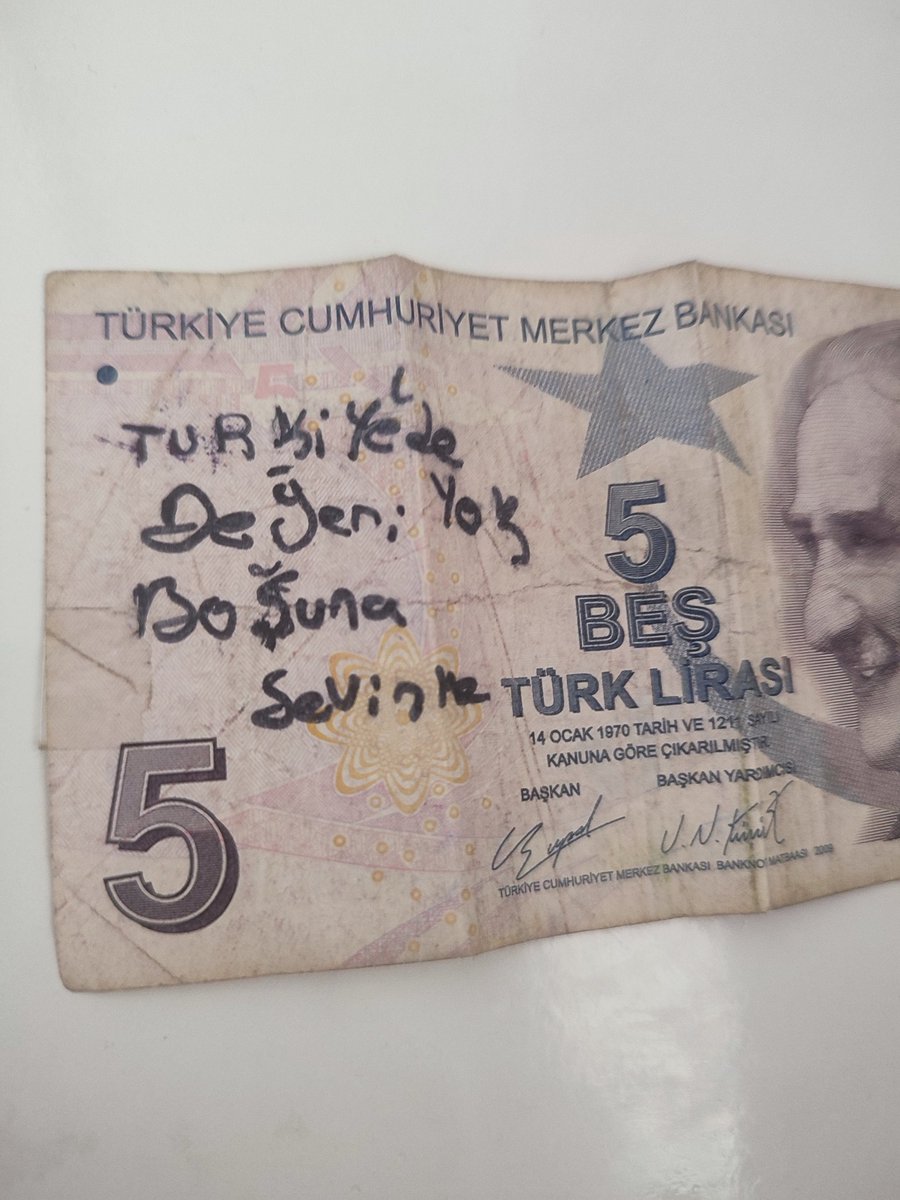 TÜRKİYE CUMHURİYET MERKEZ BANKASI
TURKiYe'de
Değeri Yok
Boşuna
Sevinme
5
BEŞ
TÜRK LİRASI
14 OCAK 1970 TARİH VE 1211 SAYILI
KANUNA GÖRE ÇIKARILMIŞTIR
BAŞKAN BAŞKAN YARDIMCISI
TÜRKİYE CUMHURİYET MERKEZ BANKASI BANKNOT MATBAASI 2009
5